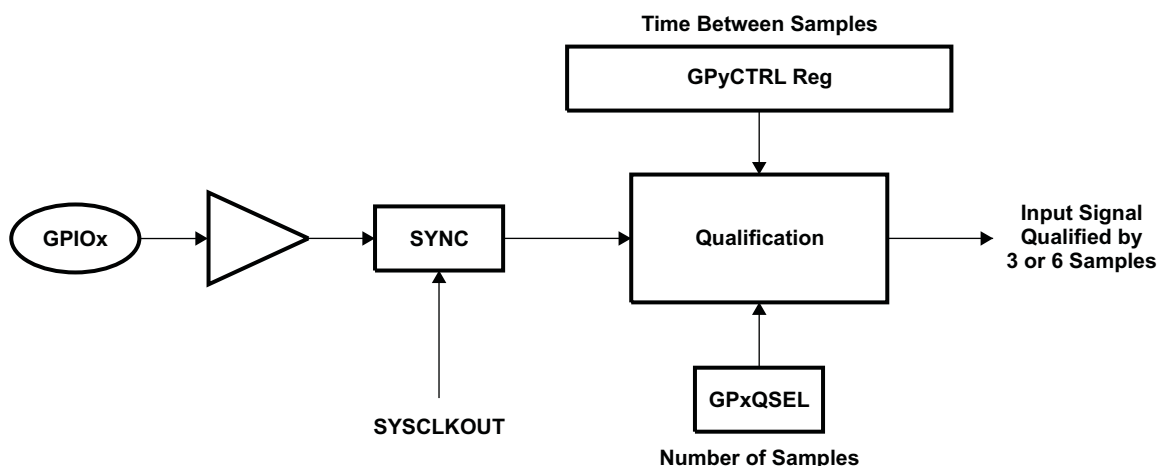 Time Between Samples
GPyCTRL Reg
GPIOx
SYNC
Qualification
Input Signal
Qualified by
3 or 6 Samples
GPxQSEL
SYSCLKOUT
Number of Samples